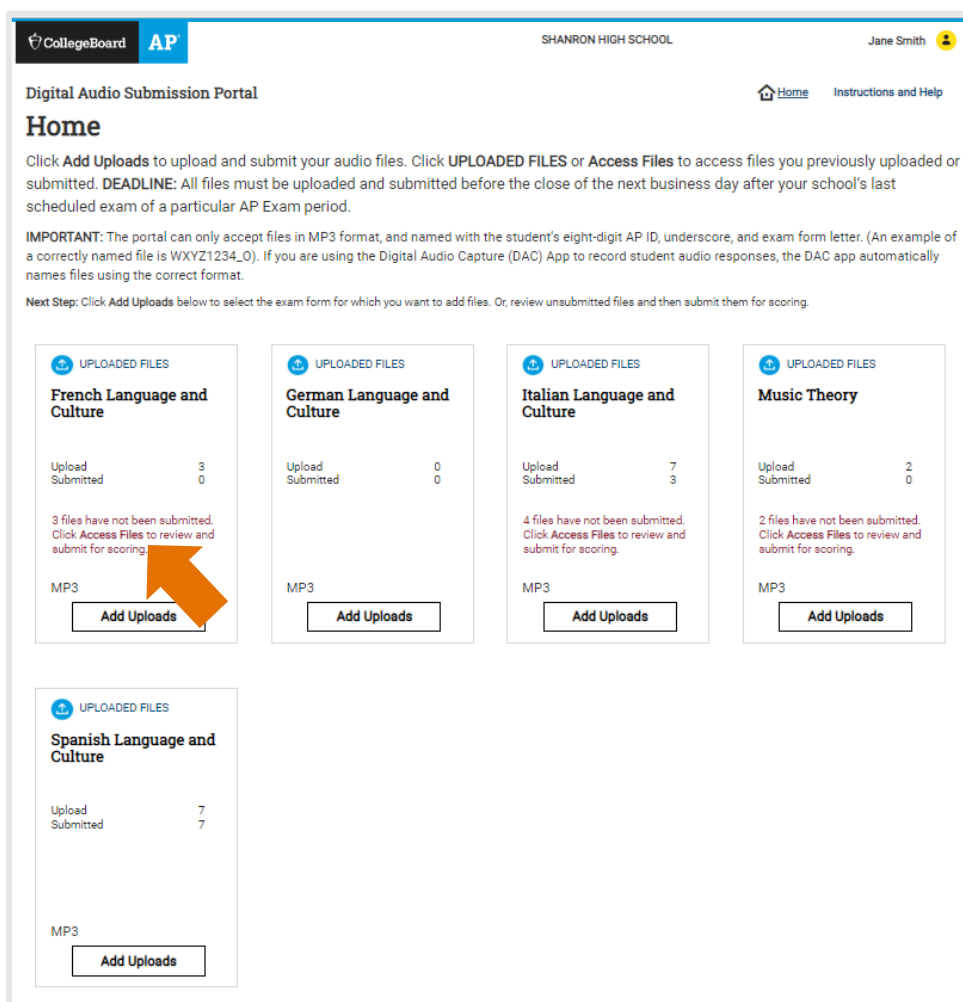 CollegeBoard AP
SHANRON HIGH SCHOOL
Jane Smith
Digital Audio Submission Portal
Home
Instructions and Help
Home
Click Add Uploads to upload and submit your audio files. Click UPLOADED FILES or Access Files to access files you previously uploaded or
submitted. DEADLINE: All files must be uploaded and submitted before the close of the next business day after your school's last
scheduled exam of a particular AP Exam period.
IMPORTANT: The portal can only accept files in MP3 format, and named with the student's eight-digit AP ID, underscore, and exam form letter. (An example of
a correctly named file is WXYZ1234_O). If you are using the Digital Audio Capture (DAC) App to record student audio responses, the DAC app automatically
names files using the correct format.
Next Step: Click Add Uploads below to select the exam form for which you want to add files. Or, review unsubmitted files and then submit them for scoring.
UPLOADED FILES
French Language and
Culture
Upload 3
Submitted 0
3 files have not been submitted.
Click Access Files to review and
submit for scoring.
MP3
Add Uploads
UPLOADED FILES
German Language and
Culture
Upload 0
Submitted 0
MP3
Add Uploads
UPLOADED FILES
Italian Language and
Culture
Upload 7
Submitted 3
4 files have not been submitted.
Click Access Files to review and
submit for scoring.
MP3
Add Uploads
UPLOADED FILES
Music Theory
Upload 2
Submitted 0
2 files have not been submitted.
Click Access Files to review and
submit for scoring.
MP3
Add Uploads
UPLOADED FILES
Spanish Language and
Culture
Upload 7
Submitted 7
MP3
Add Uploads